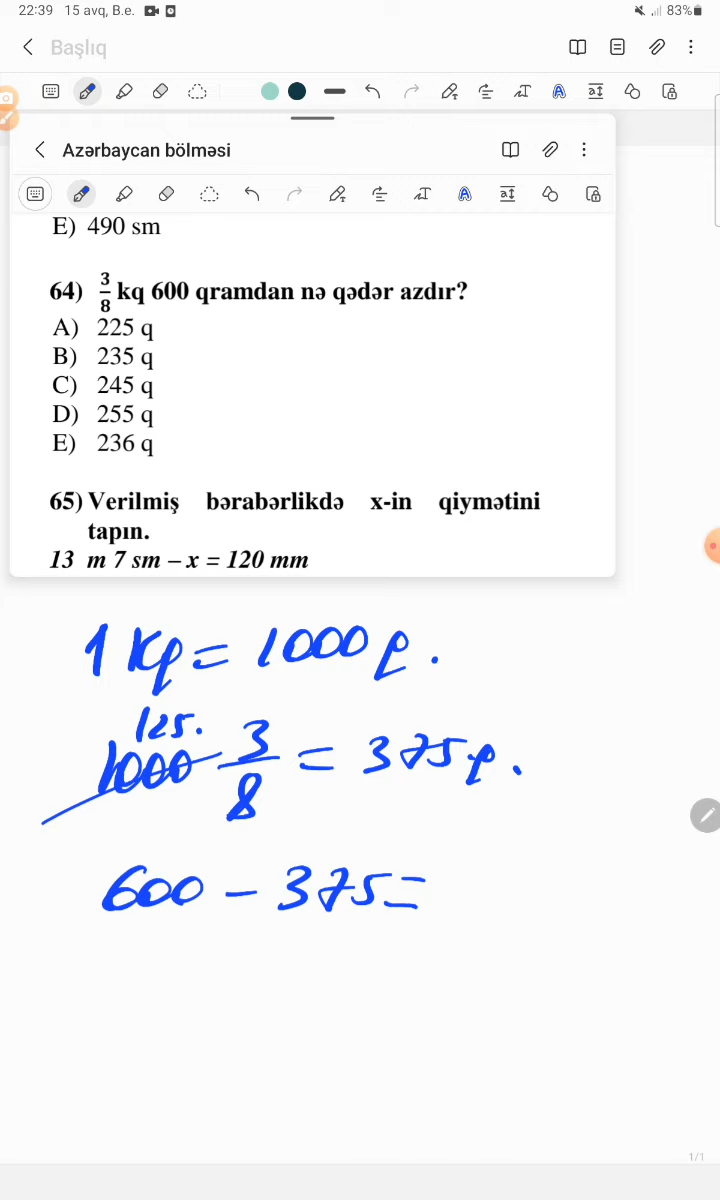 22:39 15 avq, B.e. 83%
Başlıq
Azərbaycan bölməsi
E) 490 sm
64) 3/8 kq 600 qramdan nə qədər azdır?
A) 225 q
B) 235 q
C) 245 q
D) 255 q
E) 236 q
65) Verilmiş bərabərlikdə x-in qiymətini
tapın.
13 m 7 sm – x = 120 mm
1 kq = 1000 q.
125.
1000 · 3/8 = 375 q.
600 – 375 =
1/1